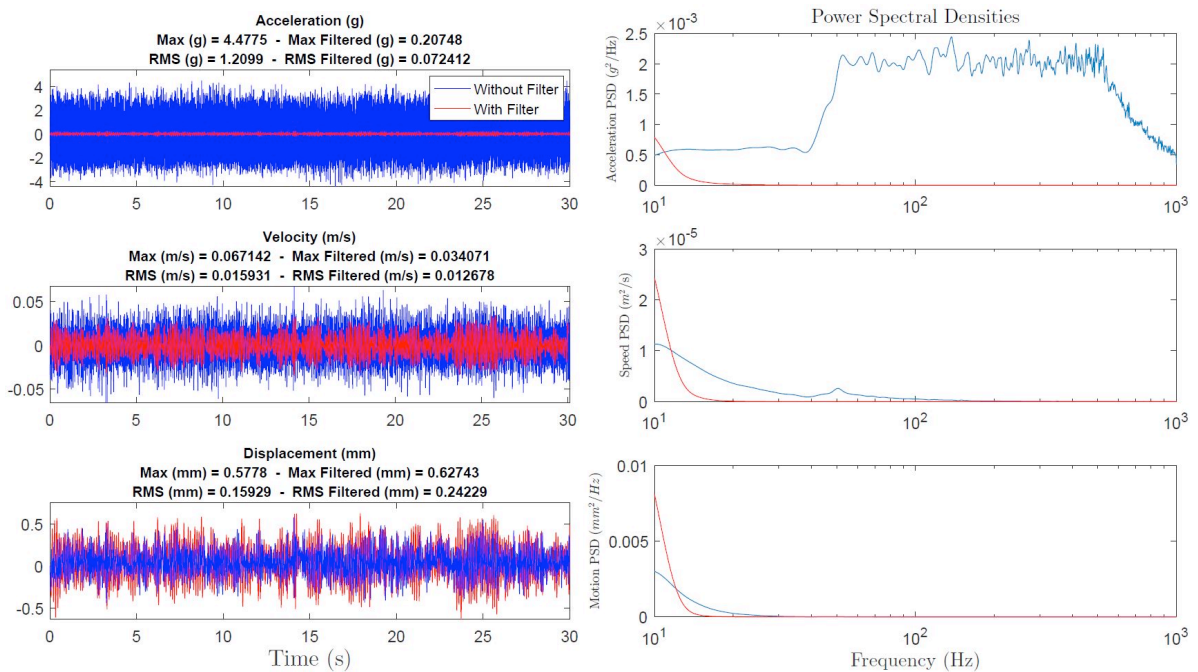 Acceleration (g)
Max (g) = 4.4775 - Max Filtered (g) = 0.20748
RMS (g) = 1.2099 - RMS Filtered (g) = 0.072412
4
2
0
-2
-4
0 5 10 15 20 25 30
Without Filter
With Filter
Velocity (m/s)
Max (m/s) = 0.067142 - Max Filtered (m/s) = 0.034071
RMS (m/s) = 0.015931 - RMS Filtered (m/s) = 0.012678
0.05
0
-0.05
0 5 10 15 20 25 30
Displacement (mm)
Max (mm) = 0.5778 - Max Filtered (mm) = 0.62743
RMS (mm) = 0.15929 - RMS Filtered (mm) = 0.24229
0.5
0
-0.5
0 5 10 15 20 25 30
Time (s)
Power Spectral Densities
×10⁻³
2.5
2
1.5
1
0.5
0
Acceleration PSD (g²/Hz)
10¹ 10² 10³
×10⁻⁵
3
2
1
0
Speed PSD (m²/s)
10¹ 10² 10³
0.01
0.005
0
Motion PSD (mm²/Hz)
10¹ 10² 10³
Frequency (Hz)